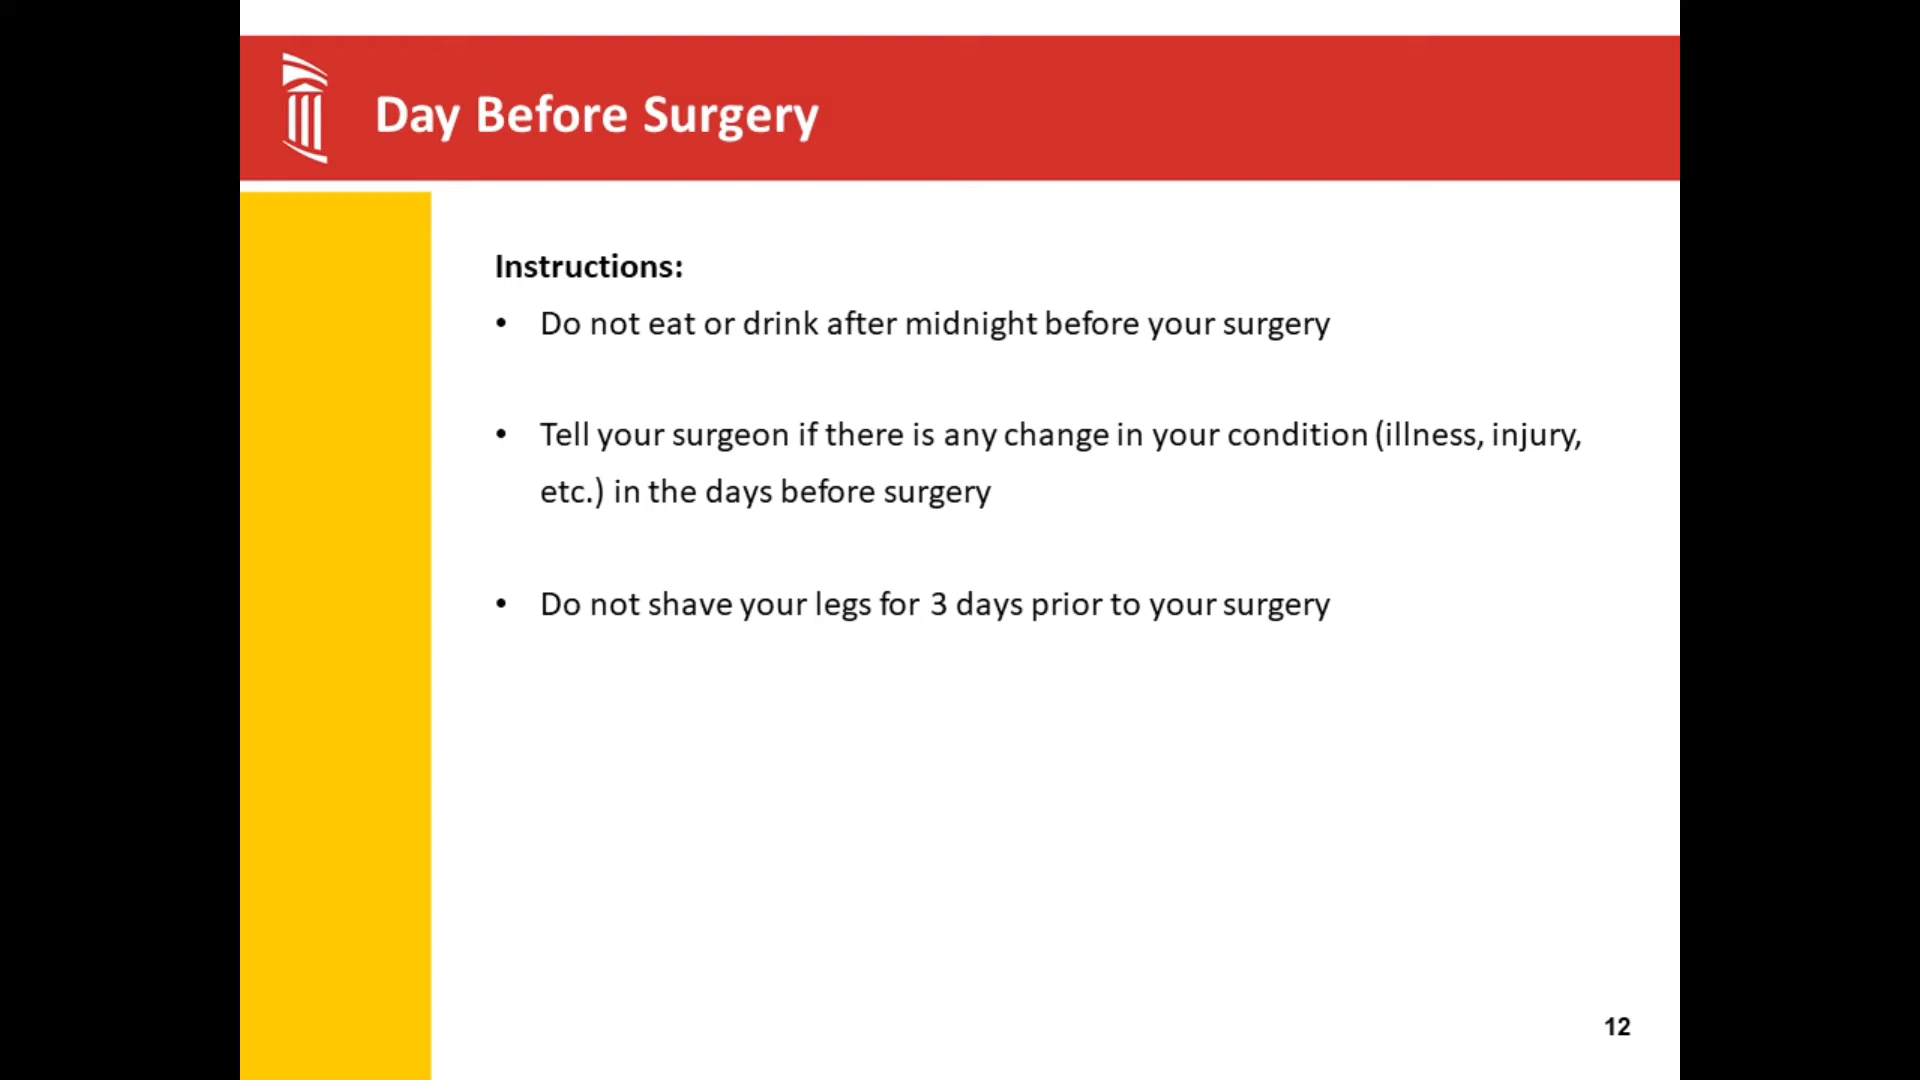 Day Before Surgery
Instructions:
• Do not eat or drink after midnight before your surgery
• Tell your surgeon if there is any change in your condition (illness, injury,
etc.) in the days before surgery
• Do not shave your legs for 3 days prior to your surgery
12